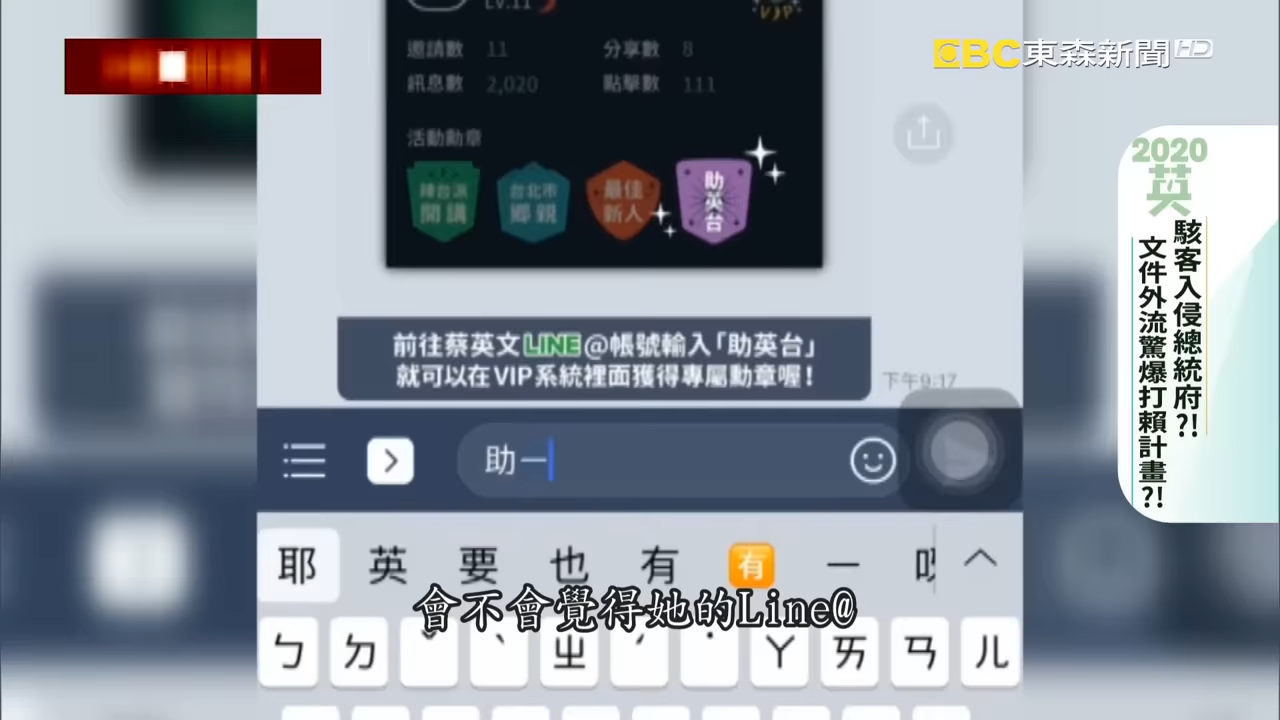 LV.11
VIP
邀請數 11 分享數 8
訊息數 2,020 點擊數 111
活動勳章
辣台派
開講
台北市
鄉親
最佳
新人
助英台
EBC 東森新聞 HD
2020
英
駭客入侵總統府?!
文件外流驚爆打賴計畫?!
前往蔡英文LINE@帳號輸入「助英台」
就可以在VIP系統裡面獲得專屬勳章喔!
下午9:17
助ㄧ
耶 英 要 也 有 有 一
會不會覺得她的Line@
ㄅ ㄉ ˇ ˋ ㄓ ˊ ˙ ㄚ ㄞ ㄢ ㄦ